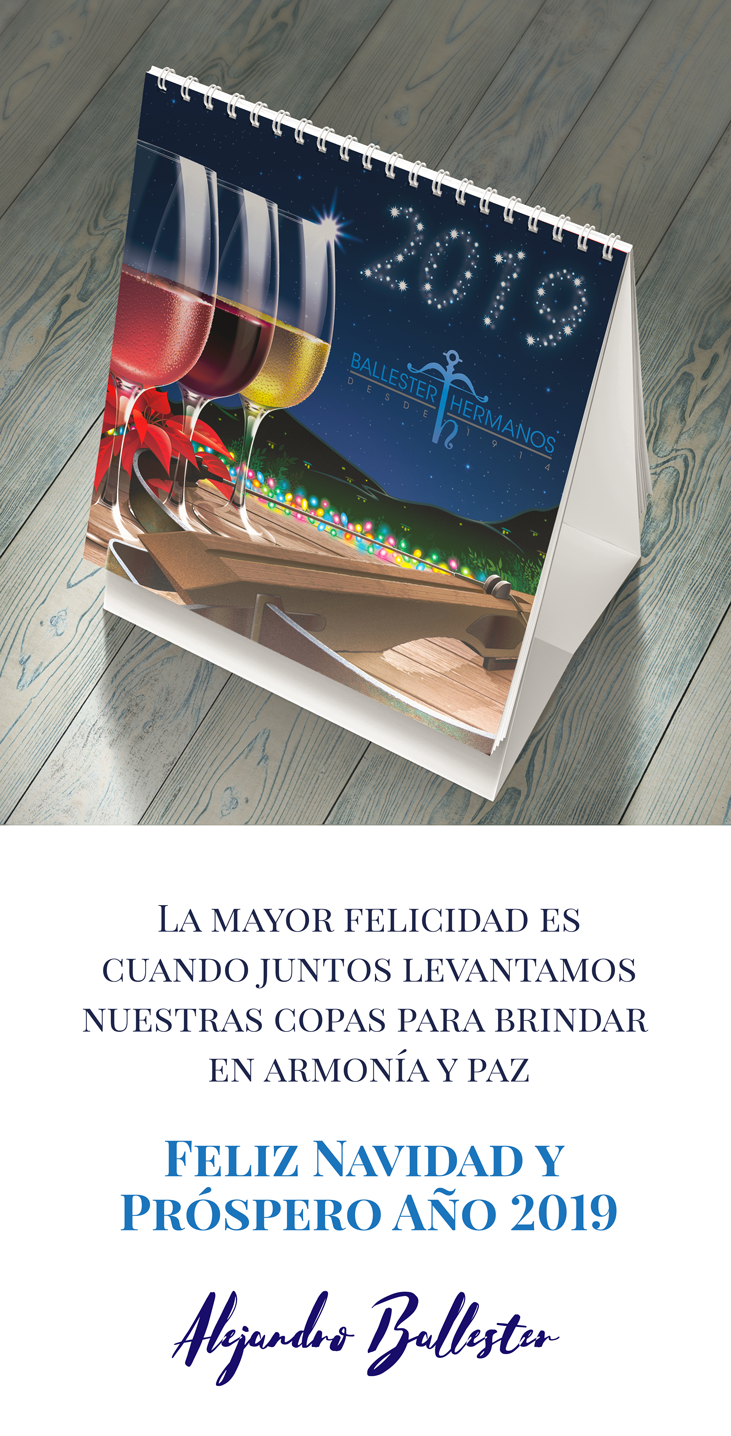 2019
BALLESTER HERMANOS
DESDE 1914
La mayor felicidad es
cuando juntos levantamos
nuestras copas para brindar
en armonía y paz
Feliz Navidad y
Próspero Año 2019
Alejandro Ballester